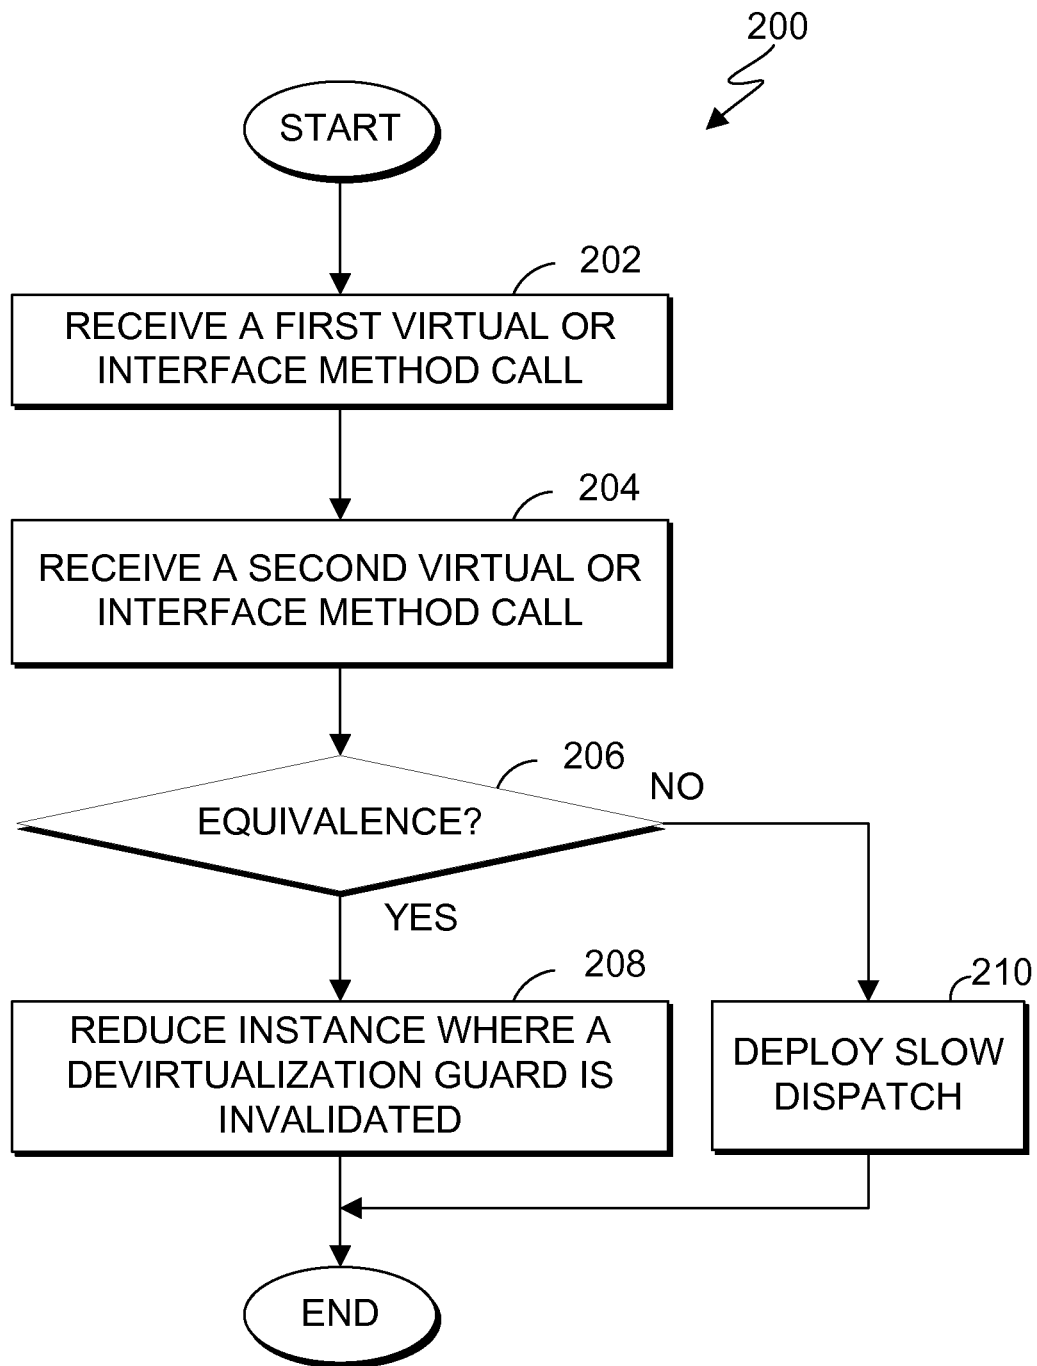 200
START
202
RECEIVE A FIRST VIRTUAL OR
INTERFACE METHOD CALL
204
RECEIVE A SECOND VIRTUAL OR
INTERFACE METHOD CALL
206
NO
EQUIVALENCE?
YES
208
REDUCE INSTANCE WHERE A
DEVIRTUALIZATION GUARD IS
INVALIDATED
210
DEPLOY SLOW
DISPATCH
END